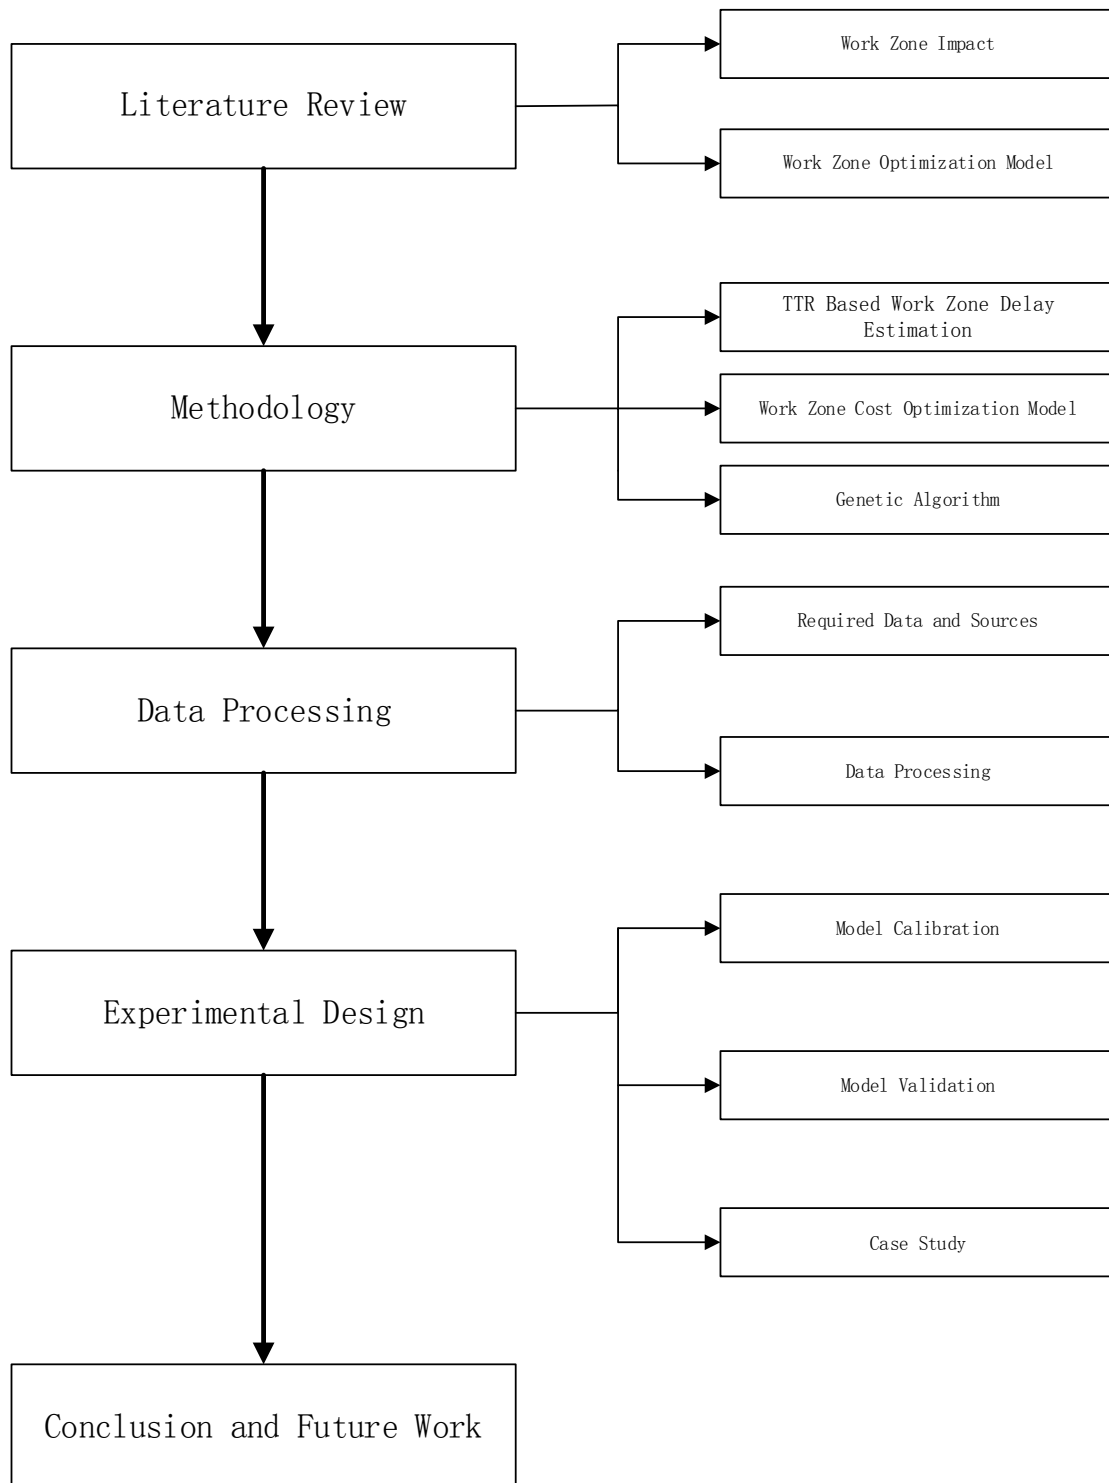 Literature Review
Work Zone Impact
Work Zone Optimization Model
Methodology
TTR Based Work Zone Delay
Estimation
Work Zone Cost Optimization Model
Genetic Algorithm
Data Processing
Required Data and Sources
Data Processing
Experimental Design
Model Calibration
Model Validation
Case Study
Conclusion and Future Work